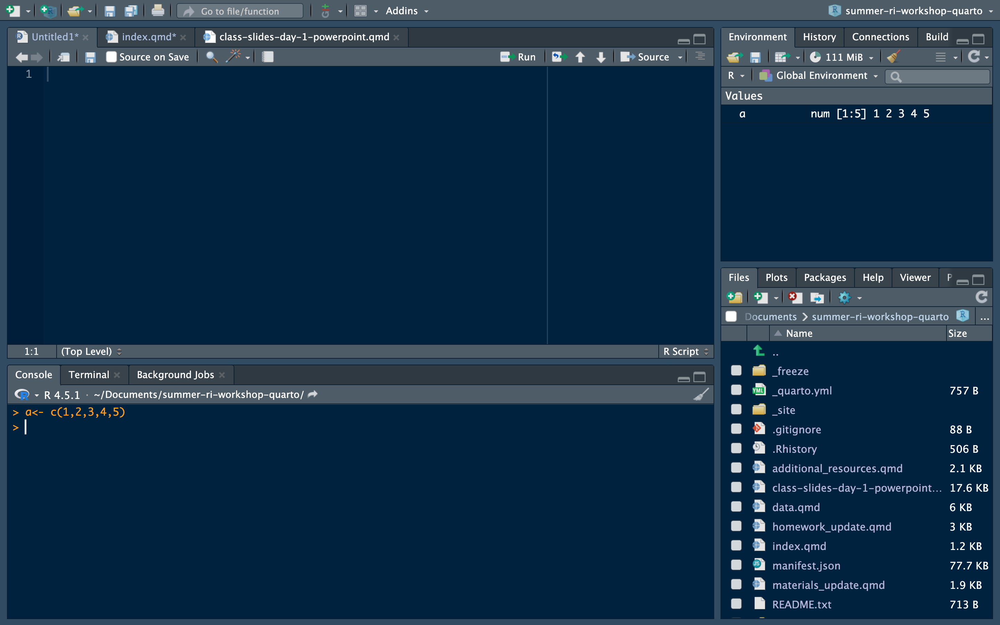 Go to file/function Addins summer-ri-workshop-quarto
Untitled1* index.qmd* class-slides-day-1-powerpoint.qmd
Source on Save Run Source
1
1:1 (Top Level) R Script
Console Terminal Background Jobs
R 4.5.1 · ~/Documents/summer-ri-workshop-quarto/
> a<- c(1,2,3,4,5)
>
Environment History Connections Build
111 MiB
R Global Environment
Values
a num [1:5] 1 2 3 4 5
Files Plots Packages Help Viewer P
Documents summer-ri-workshop-quarto R ...
Name Size
..
_freeze
YML _quarto.yml 757 B
_site
.gitignore 88 B
.Rhistory 506 B
additional_resources.qmd 2.1 KB
class-slides-day-1-powerpoint... 17.6 KB
data.qmd 6 KB
homework_update.qmd 3 KB
index.qmd 1.2 KB
JS manifest.json 77.7 KB
materials_update.qmd 1.9 KB
README.txt 713 B